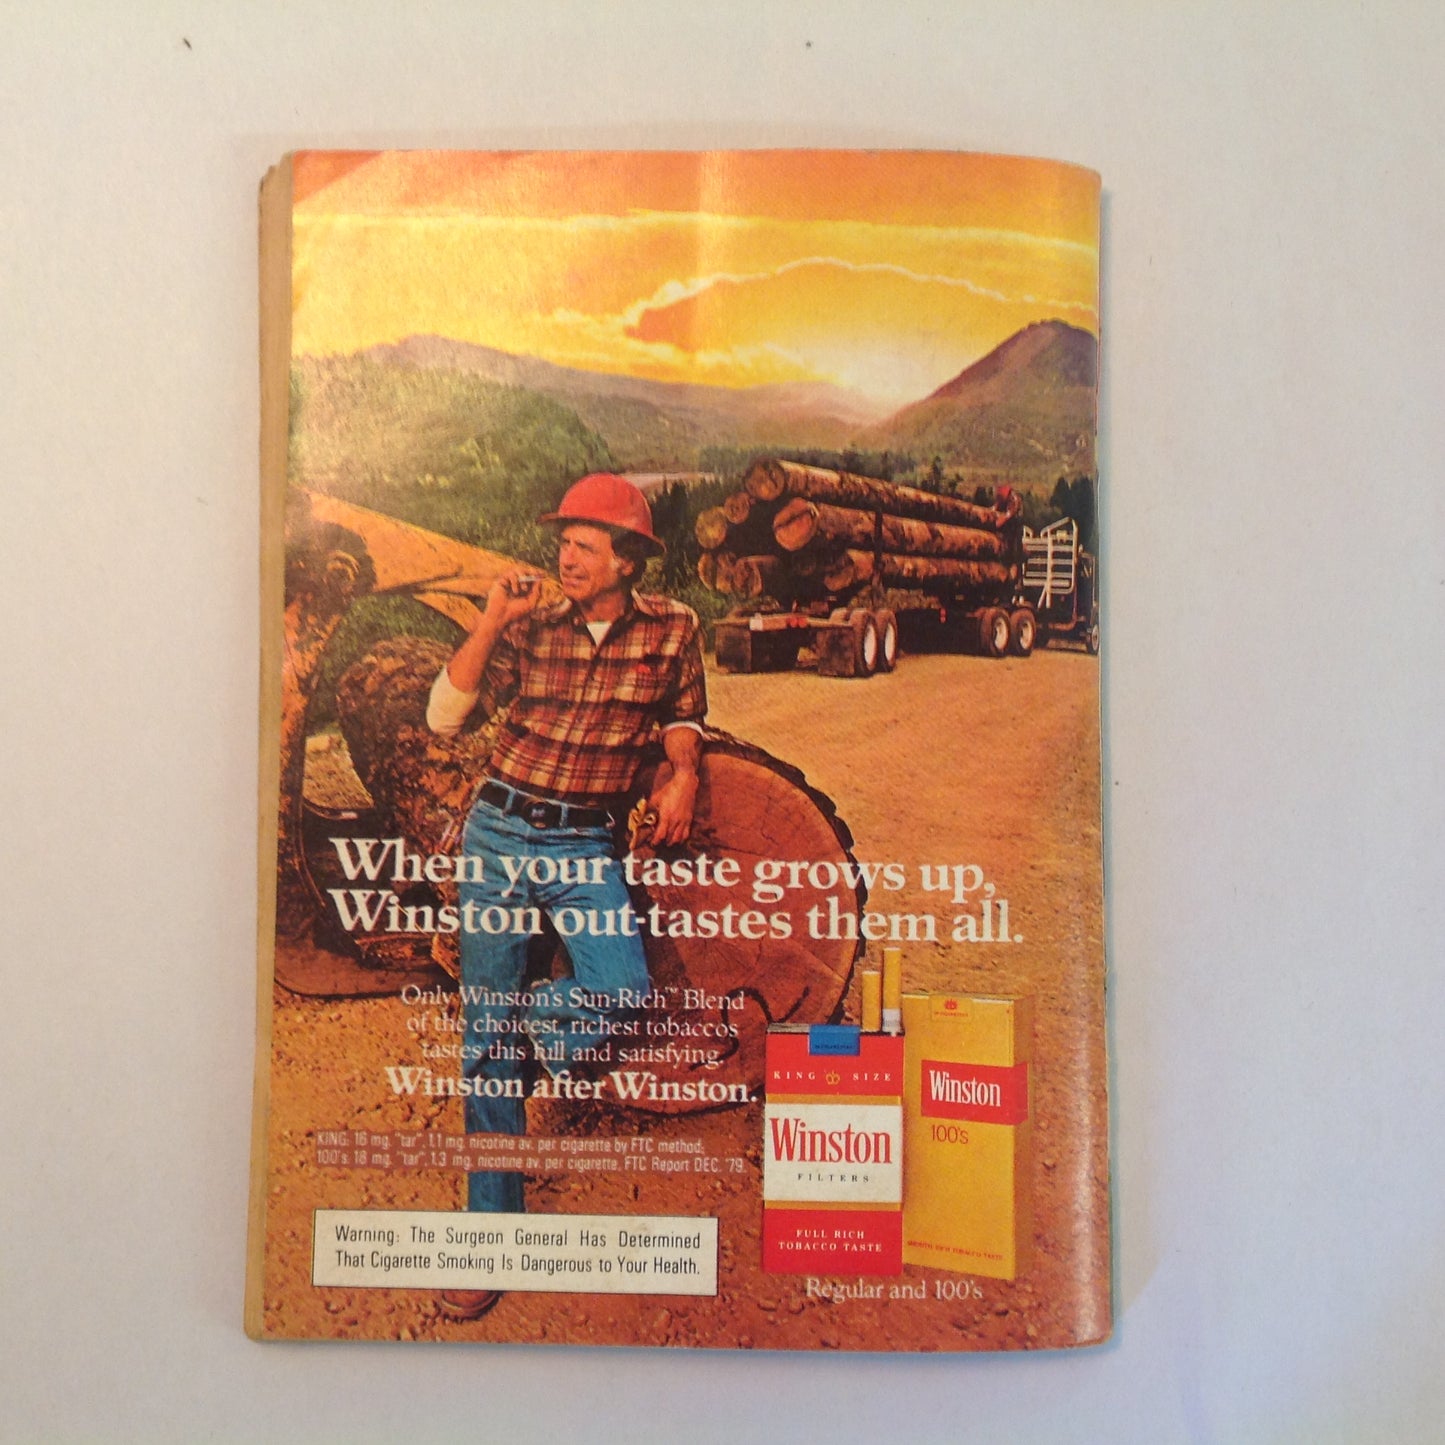 When your taste grows up,
Winston out-tastes them all.
Only Winston's Sun-Rich™ Blend
of the choicest, richest tobaccos
tastes this full and satisfying.
Winston after Winston.
KING: 16 mg. "tar", 1.1 mg. nicotine av. per cigarette by FTC method;
100's: 18 mg. "tar", 1.3 mg. nicotine av. per cigarette, FTC Report DEC. '79.
Warning: The Surgeon General Has Determined
That Cigarette Smoking Is Dangerous to Your Health.
KING SIZE
Winston
FILTERS
FULL RICH
TOBACCO TASTE
Winston
100's
SMOOTH RICH TOBACCO TASTE
Regular and 100's